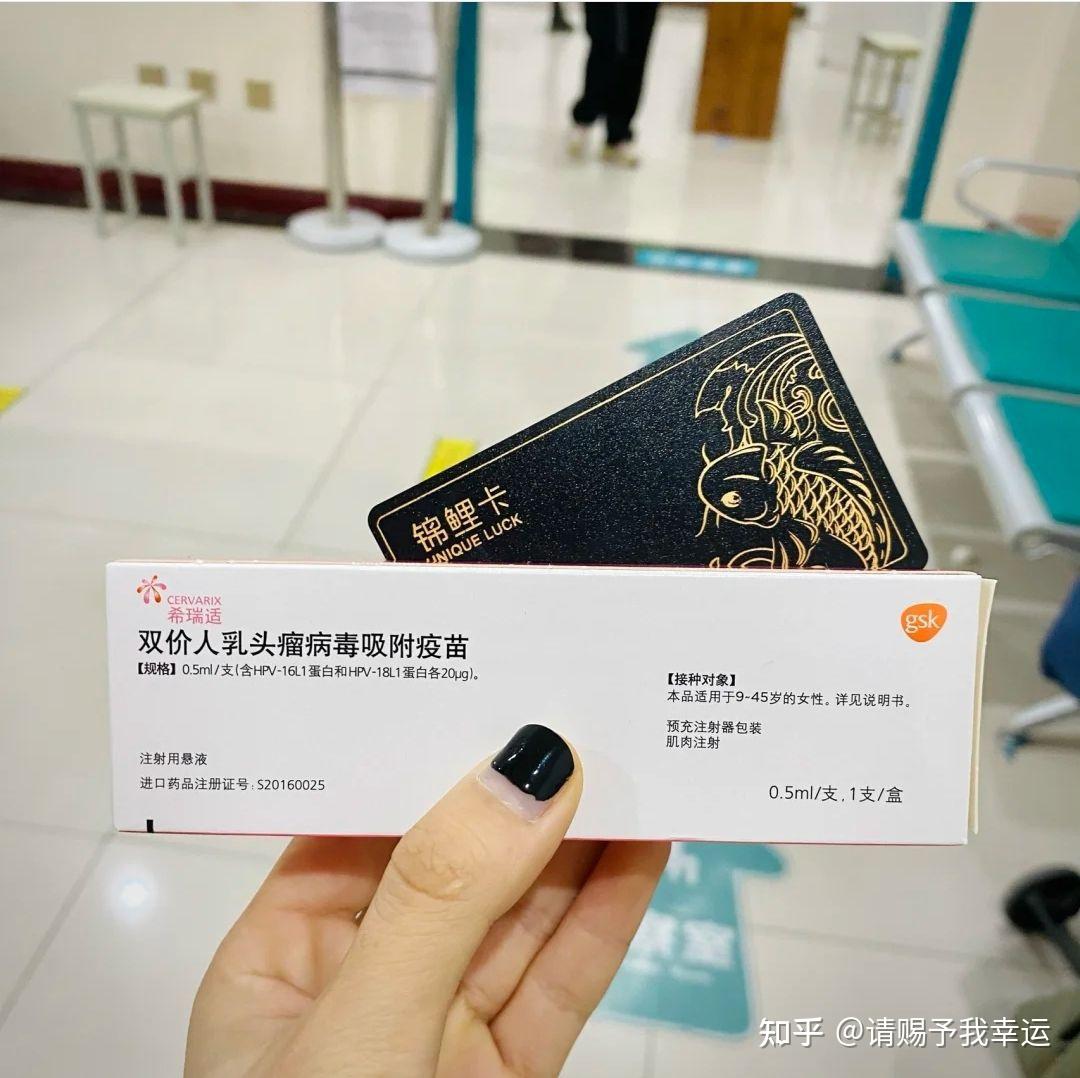 锦鲤卡
UNIQUE LUCK
CERVARIX
希瑞适
gsk
双价人乳头瘤病毒吸附疫苗
【规格】0.5ml/支(含HPV-16L1蛋白和HPV-18L1蛋白各20μg)。
【接种对象】
本品适用于9~45岁的女性。详见说明书。
预充注射器包装
肌肉注射
注射用悬液
进口药品注册证号:S20160025
0.5ml/支,1支/盒
知乎 @请赐予我幸运